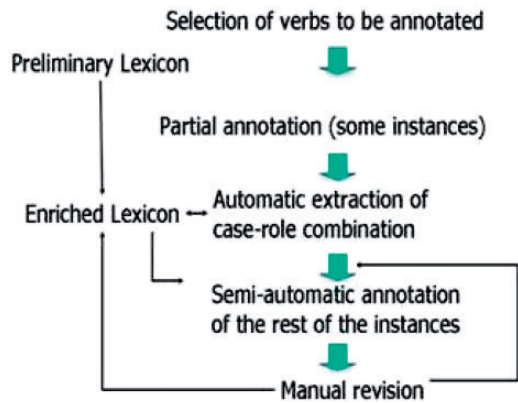 Selection of verbs to be annotated
Preliminary Lexicon
Partial annotation (some instances)
Automatic extraction of
case-role combination
Enriched Lexicon
Semi-automatic annotation
of the rest of the instances
Manual revision